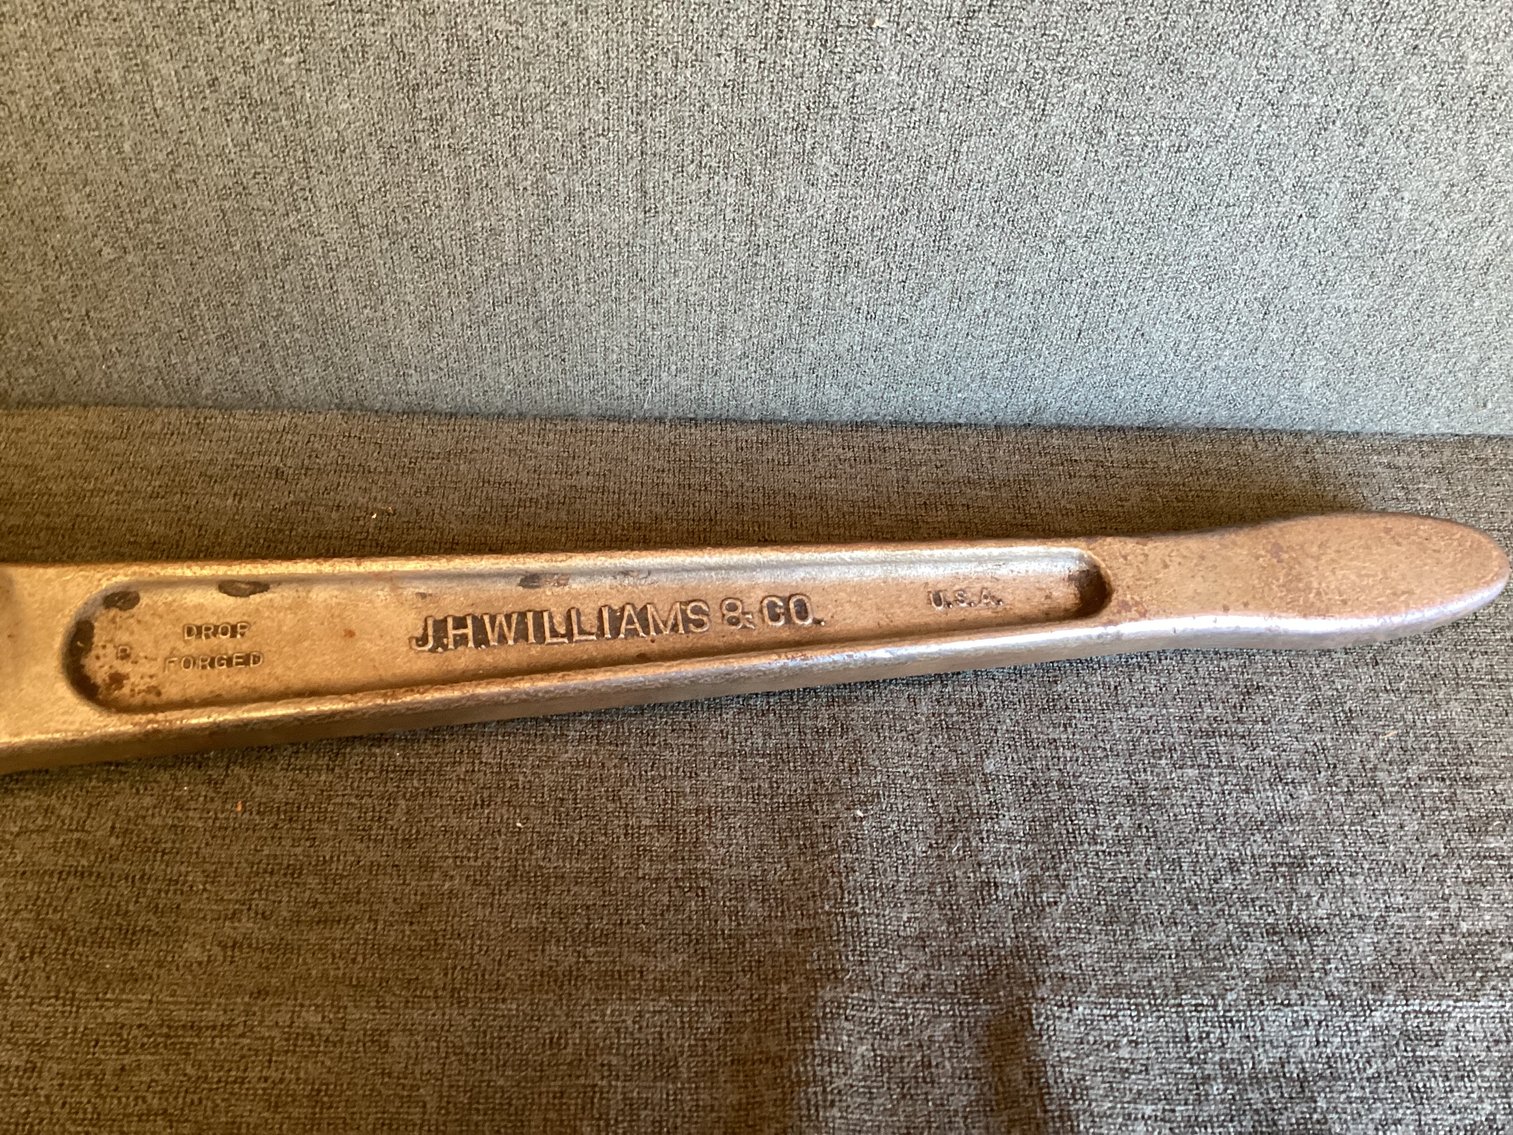 DROP
FORGED
P
J.H.WILLIAMS & CO.
U.S.A.